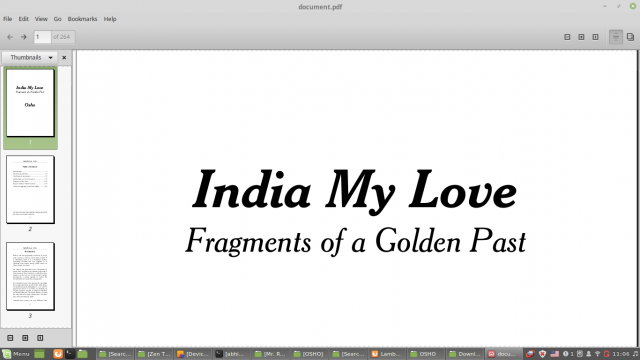 document.pdf
File Edit View Go Bookmarks Help
1 of 264
Thumbnails
India My Love
Fragments of a Golden Past
Osho
1
2
3
India My Love
Fragments of a Golden Past
Menu [Searc... [Zen T... [Devic... [abhi... [Mr. R... [OSHO] [Searc... Lamb... OSHO Downl... docu... 1 11:06